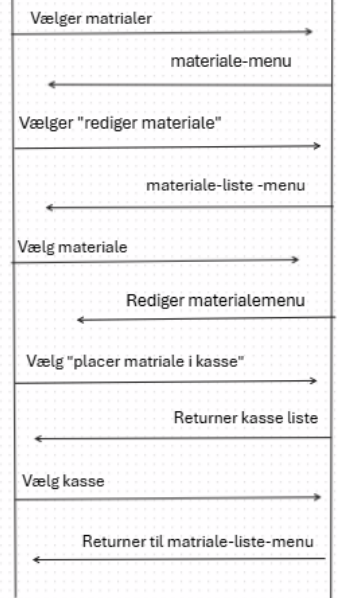 Vælger matrialer
materiale-menu
Vælger "rediger materiale"
materiale-liste -menu
Vælg materiale
Rediger materialemenu
Vælg "placer matriale i kasse"
Returner kasse liste
Vælg kasse
Returner til matriale-liste-menu